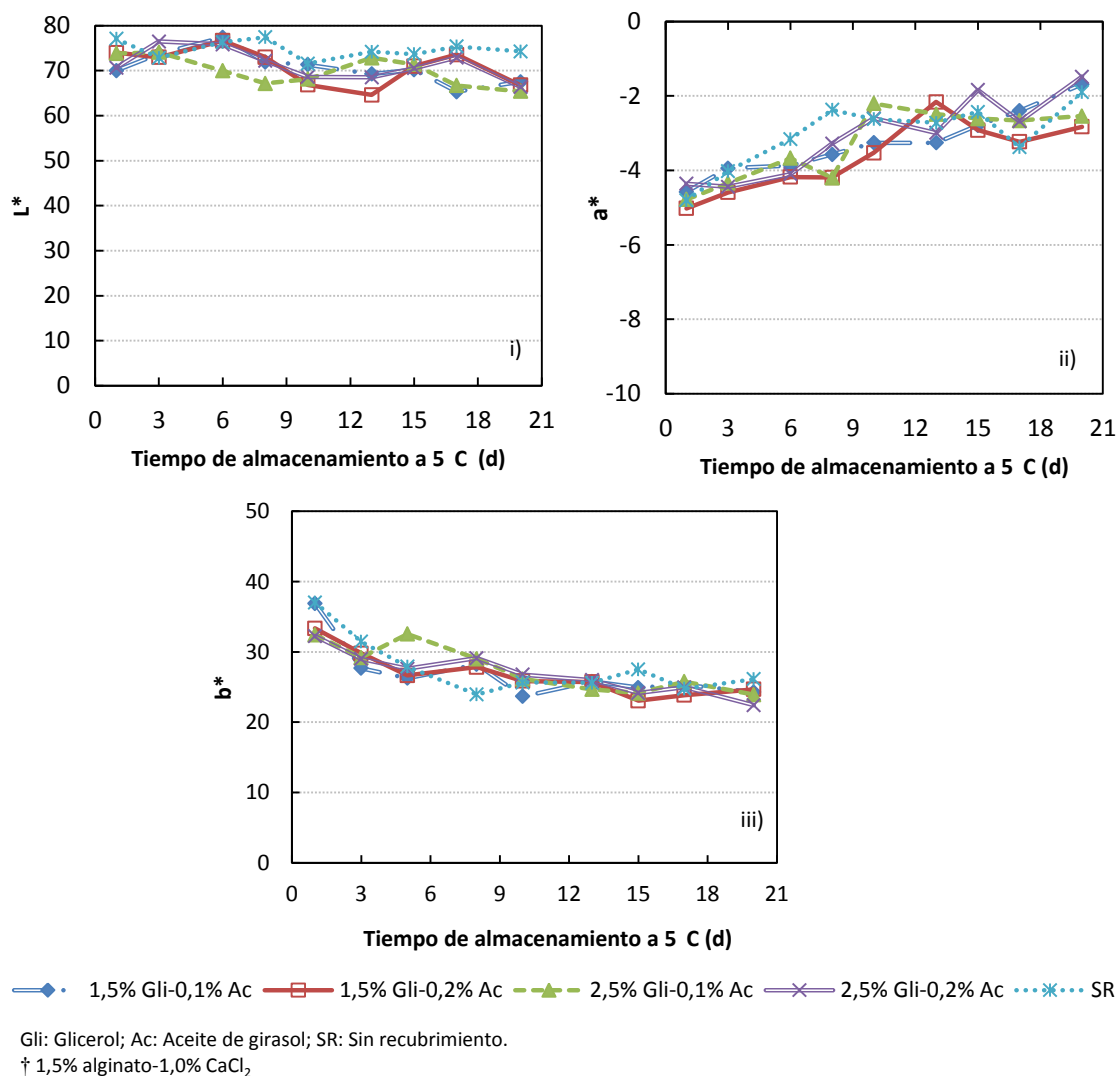 80
70
60
50
40
30
20
10
0
L*
i)
0 3 6 9 12 15 18 21
Tiempo de almacenamiento a 5 C (d)
0
-2
-4
-6
-8
-10
a*
ii)
0 3 6 9 12 15 18 21
Tiempo de almacenamiento a 5 C (d)
50
40
30
20
10
0
b*
iii)
0 3 6 9 12 15 18 21
Tiempo de almacenamiento a 5 C (d)
1,5% Gli-0,1% Ac 1,5% Gli-0,2% Ac 2,5% Gli-0,1% Ac 2,5% Gli-0,2% Ac SR
Gli: Glicerol; Ac: Aceite de girasol; SR: Sin recubrimiento.
† 1,5% alginato-1,0% CaCl₂